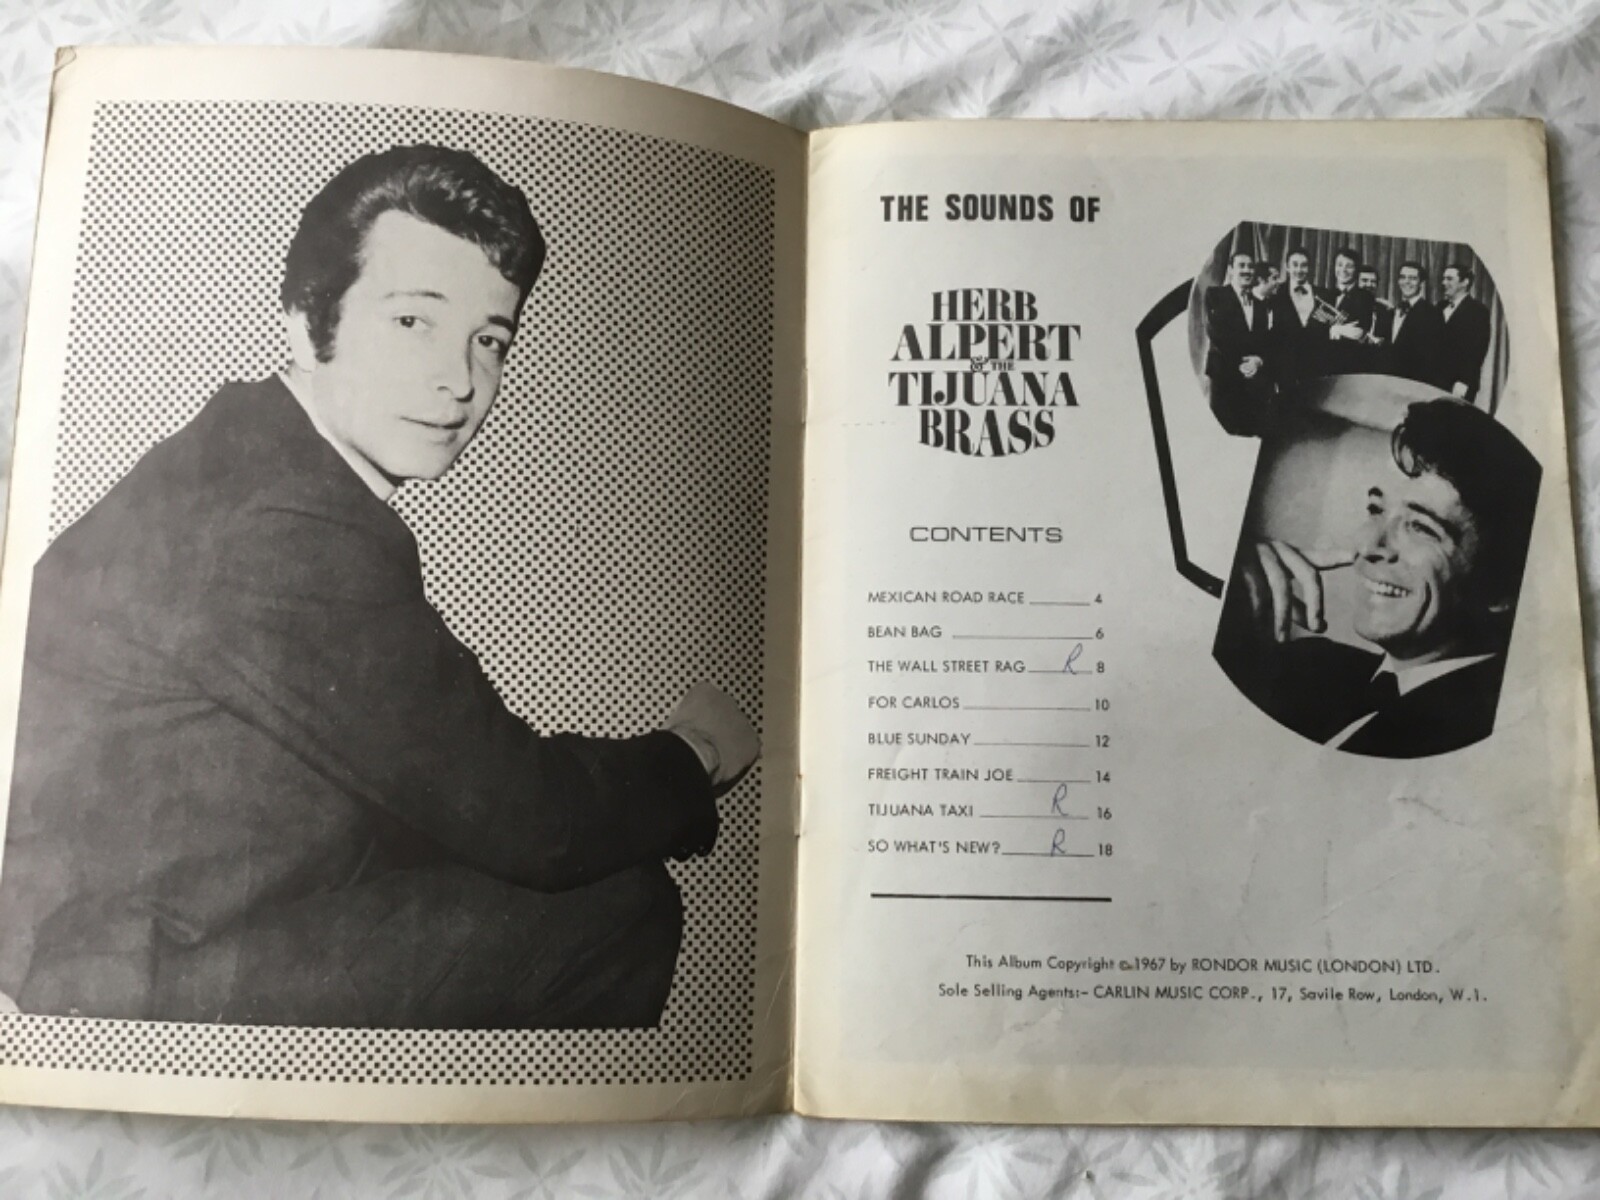 THE SOUNDS OF
HERB
ALPERT
& THE
TIJUANA
BRASS
CONTENTS
MEXICAN ROAD RACE 4
BEAN BAG 6
THE WALL STREET RAG R 8
FOR CARLOS 10
BLUE SUNDAY 12
FREIGHT TRAIN JOE 14
TIJUANA TAXI R 16
SO WHAT'S NEW? R 18
This Album Copyright © 1967 by RONDOR MUSIC (LONDON) LTD.
Sole Selling Agents:- CARLIN MUSIC CORP., 17, Savile Row, London, W.1.